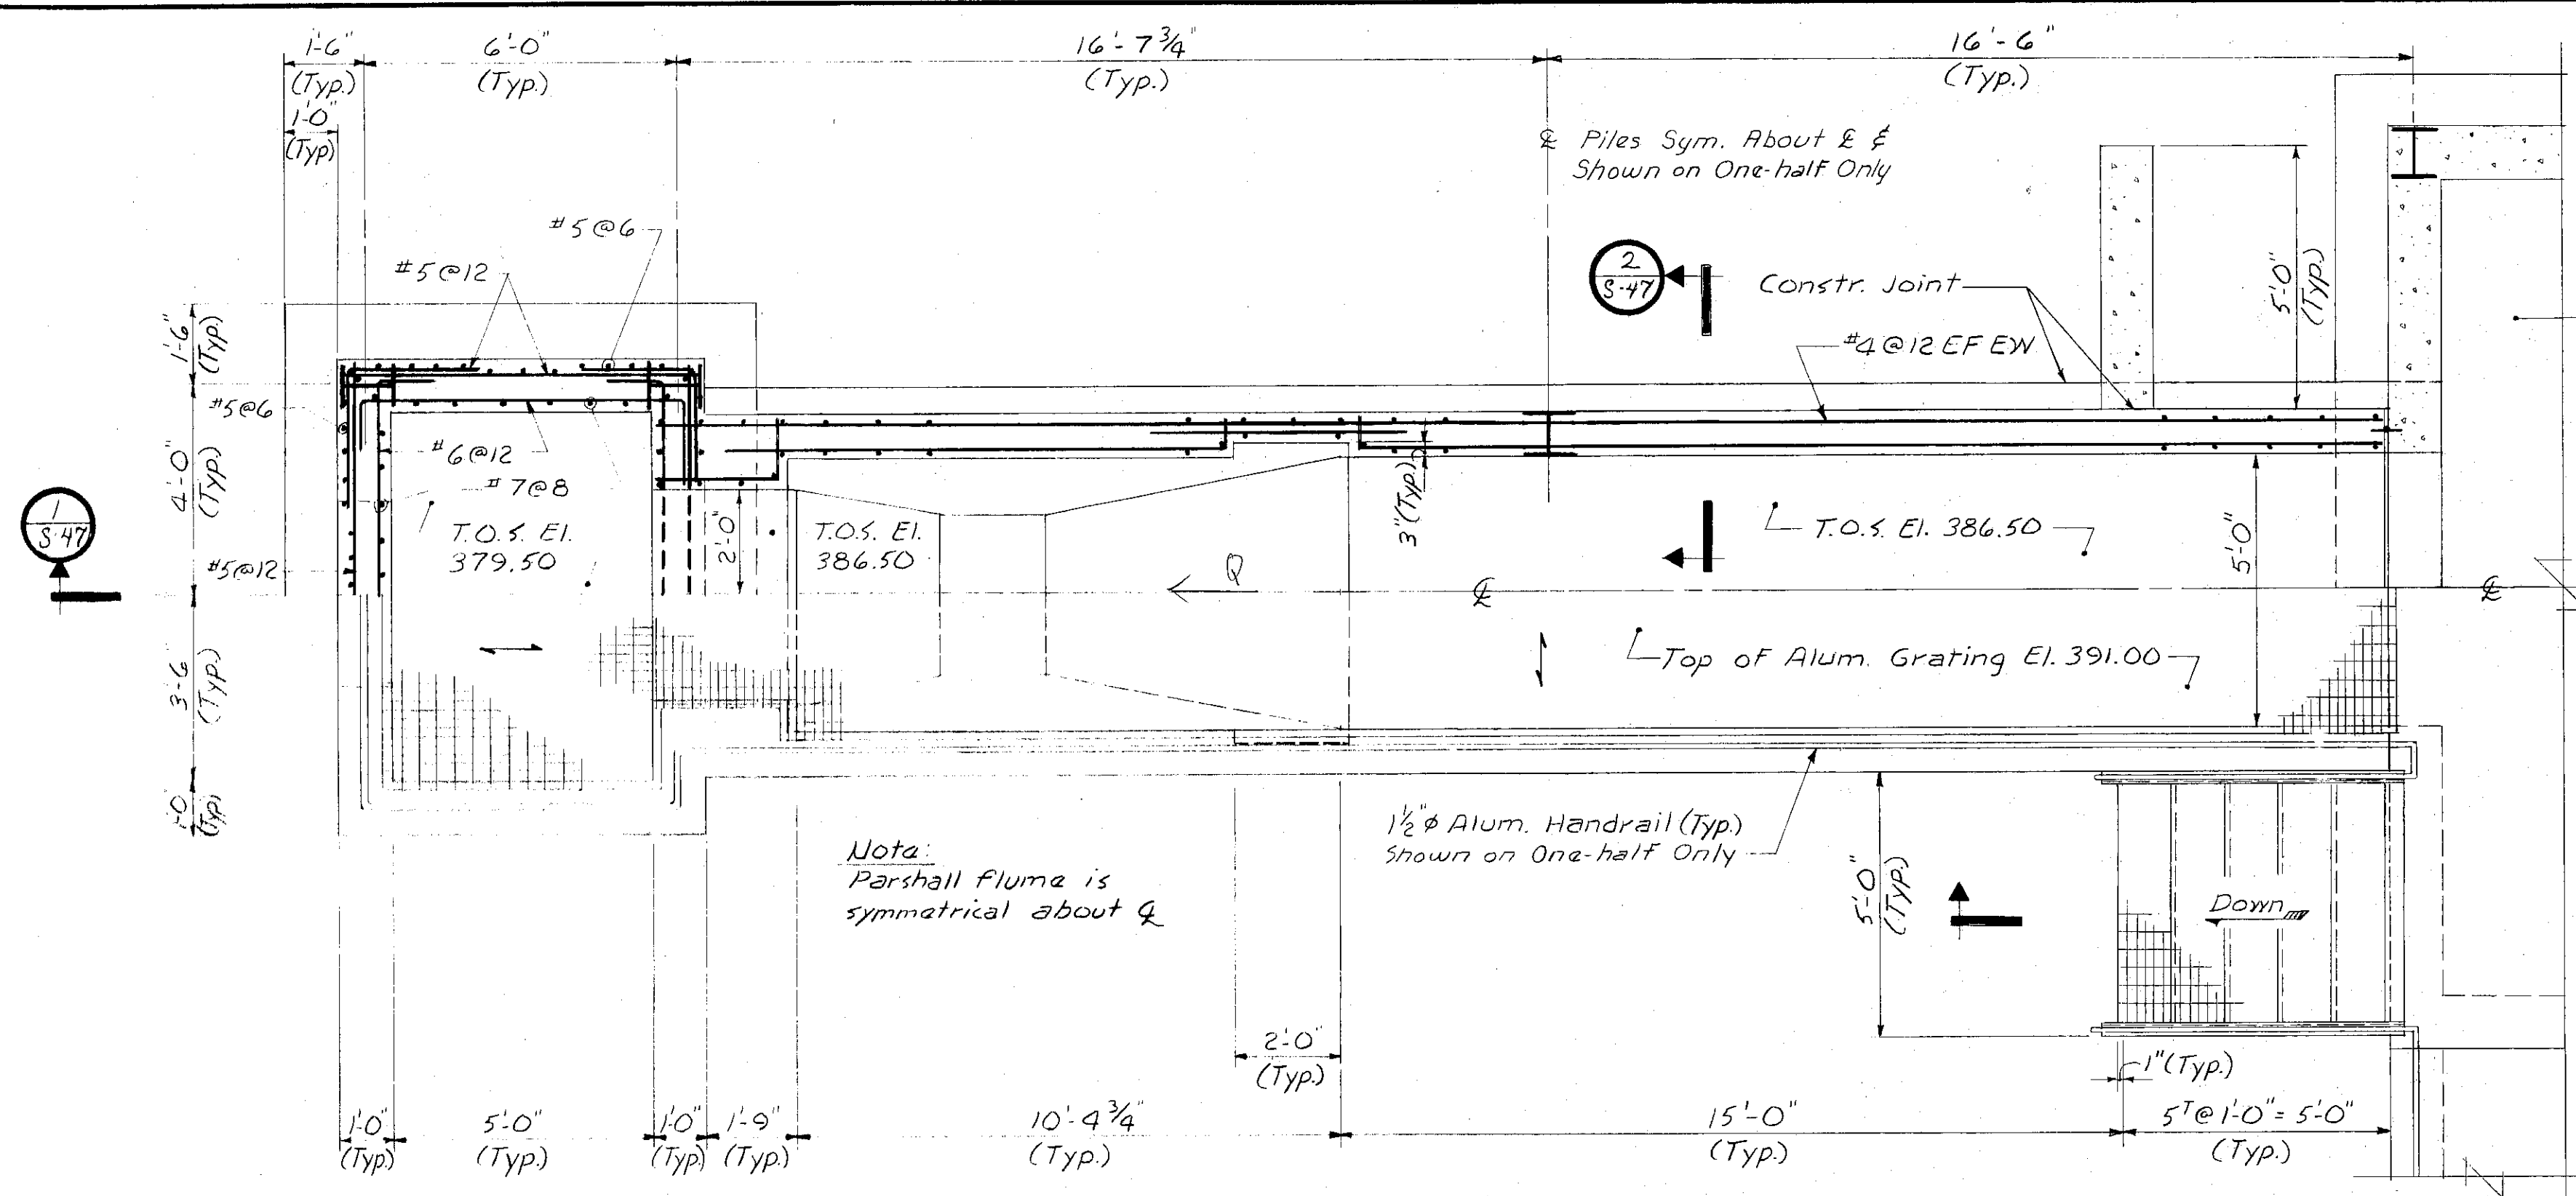 1'-6"
(Typ.)
6'-0"
(Typ.)
16'-7 3/4"
(Typ.)
16'-6"
(Typ.)
1'-0"
(Typ)
℄ Piles Sym. About ℄ &
Shown on One-half Only
#5@6
#5@12
2
S-47
Constr. Joint
5'-0"
(Typ.)
1'-6"
(Typ)
#4@12 EF EW
#5@6
4'-0"
(Typ)
#6@12
#7@8
3"(Typ.)
1
S-47
T.O.S. El.
379.50
2'-0"
T.O.S. El.
386.50
T.O.S. El. 386.50
5'-0"
#5@12
Q
℄
℄
3'-6"
(Typ.)
Top of Alum. Grating El. 391.00
1'-0
(Typ)
1½"⌀ Alum. Handrail (Typ.)
Shown on One-half Only
Note:
Parshall flume is
symmetrical about ℄
5'-0"
(Typ.)
Down
2'-0"
(Typ.)
1"(Typ.)
1'-0"
(Typ.)
5'-0"
(Typ.)
1'-0"
(Typ.)
1'-9"
(Typ.)
10'-4 3/4"
(Typ.)
15'-0"
(Typ.)
5T@1'-0"=5'-0"
(Typ.)